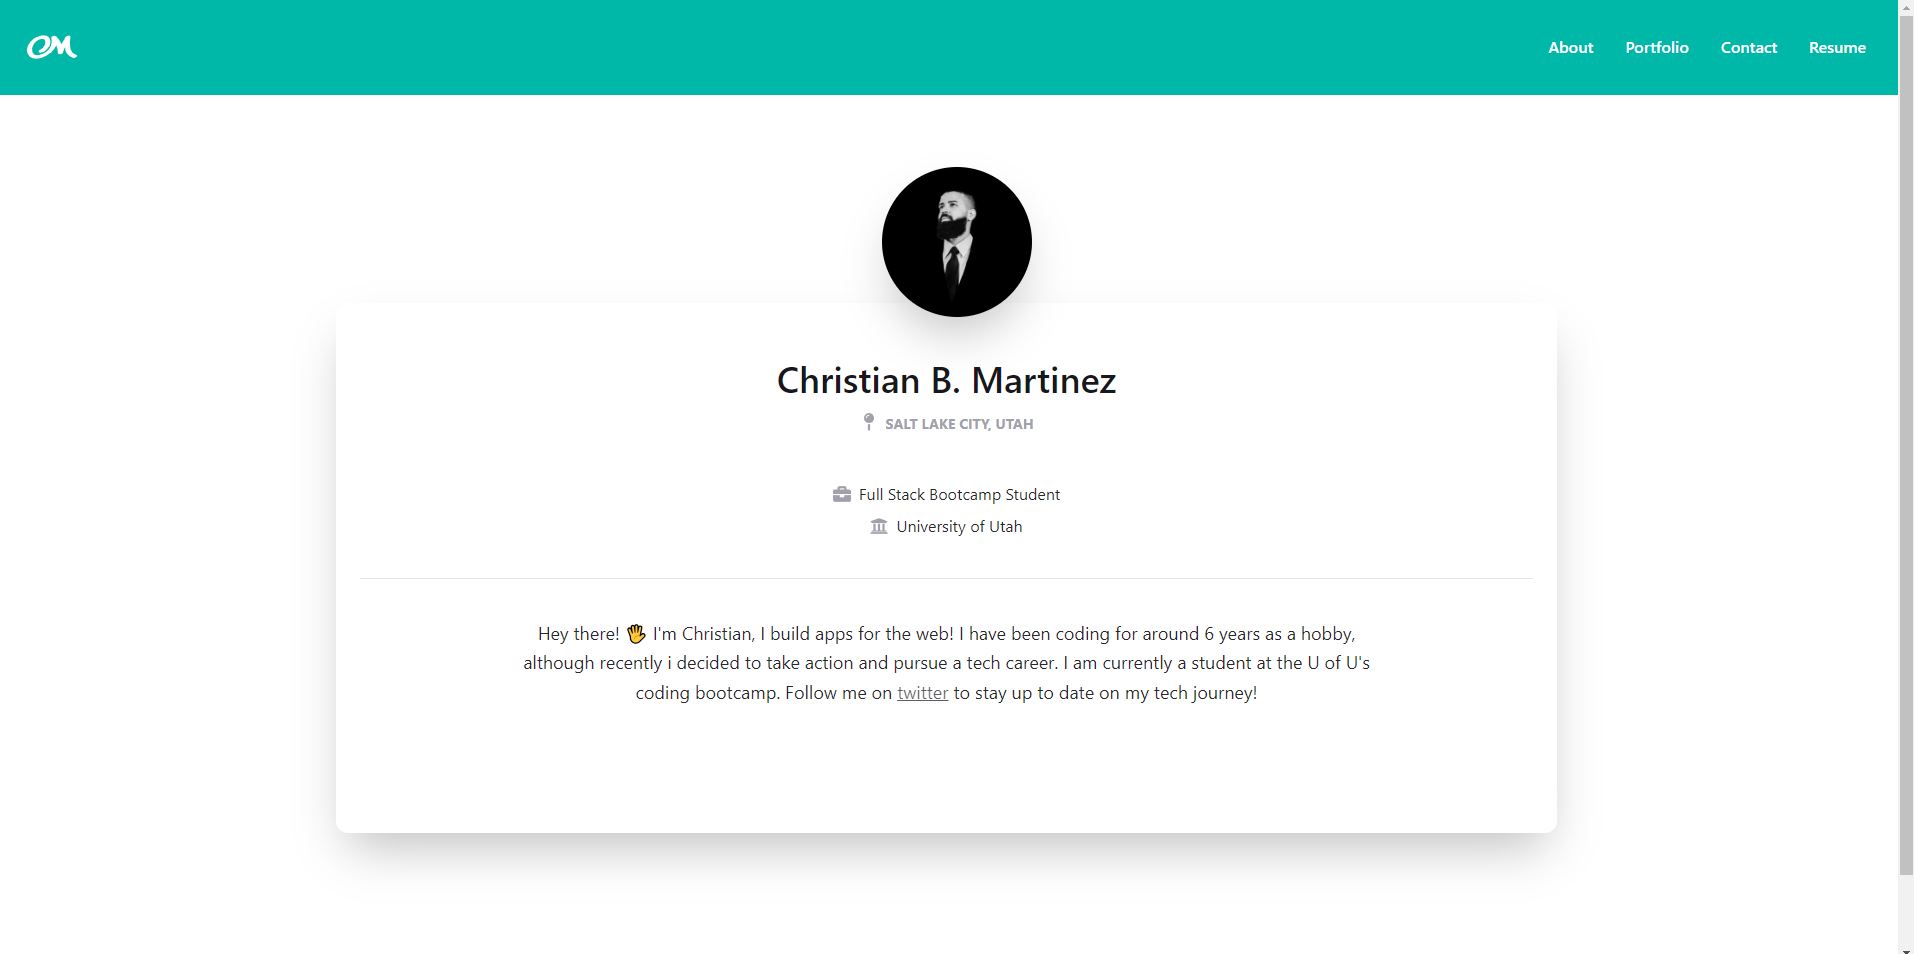 CM
About Portfolio Contact Resume
Christian B. Martinez
SALT LAKE CITY, UTAH
Full Stack Bootcamp Student
University of Utah
Hey there! 🖐 I'm Christian, I build apps for the web! I have been coding for around 6 years as a hobby,
although recently i decided to take action and pursue a tech career. I am currently a student at the U of U's
coding bootcamp. Follow me on twitter to stay up to date on my tech journey!